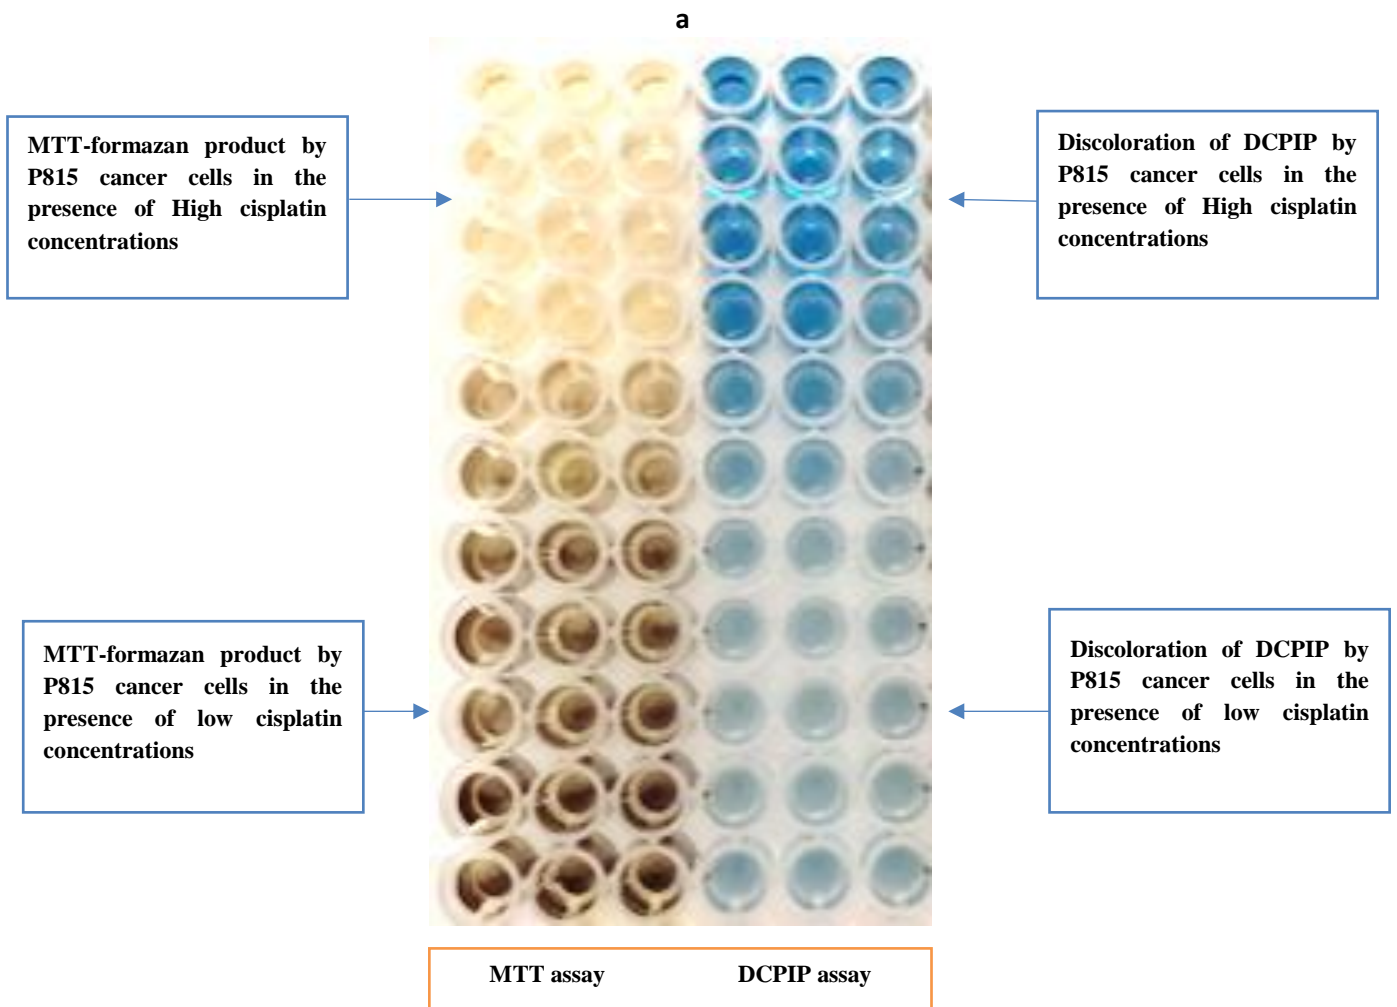 a
MTT-formazan product by
P815 cancer cells in the
presence of High cisplatin
concentrations
Discoloration of DCPIP by
P815 cancer cells in the
presence of High cisplatin
concentrations
MTT-formazan product by
P815 cancer cells in the
presence of low cisplatin
concentrations
Discoloration of DCPIP by
P815 cancer cells in the
presence of low cisplatin
concentrations
MTT assay DCPIP assay